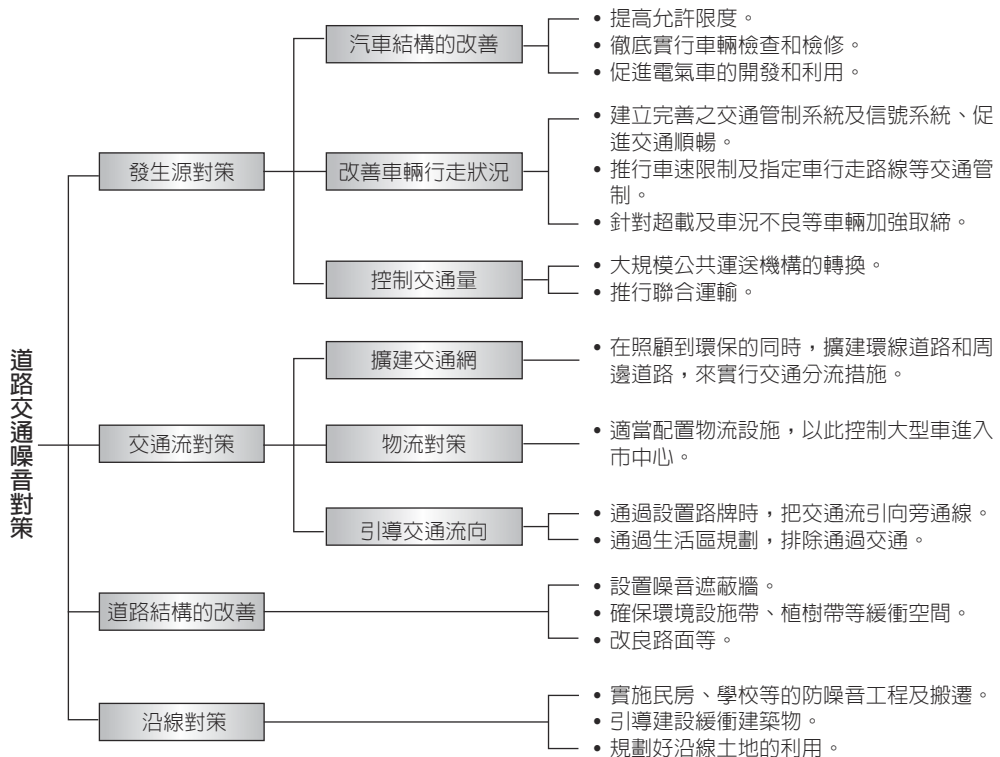 道路交通噪音對策
發生源對策
汽車結構的改善
• 提高允許限度。
• 徹底實行車輛檢查和檢修。
• 促進電氣車的開發和利用。
改善車輛行走狀況
• 建立完善之交通管制系統及信號系統、促
進交通順暢。
• 推行車速限制及指定車行走路線等交通管
制。
• 針對超載及車況不良等車輛加強取締。
控制交通量
• 大規模公共運送機構的轉換。
• 推行聯合運輸。
交通流對策
擴建交通網
• 在照顧到環保的同時，擴建環線道路和周
邊道路，來實行交通分流措施。
物流對策
• 適當配置物流設施，以此控制大型車進入
市中心。
引導交通流向
• 通過設置路牌時，把交通流引向旁通線。
• 通過生活區規劃，排除通過交通。
道路結構的改善
• 設置噪音遮蔽牆。
• 確保環境設施帶、植樹帶等緩衝空間。
• 改良路面等。
沿線對策
• 實施民房、學校等的防噪音工程及搬遷。
• 引導建設緩衝建築物。
• 規劃好沿線土地的利用。